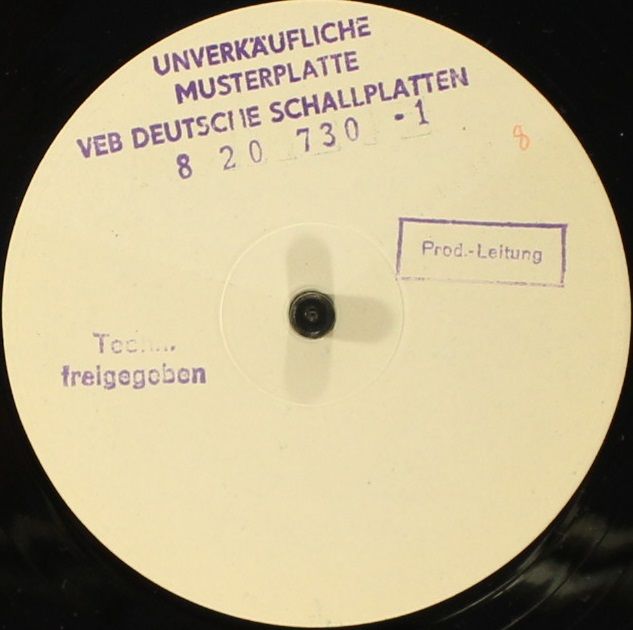 UNVERKÄUFLICHE
MUSTERPLATTE
VEB DEUTSCHE SCHALLPLATTEN
8 20 730 -1
8
Prod.-Leitung
freigegeben